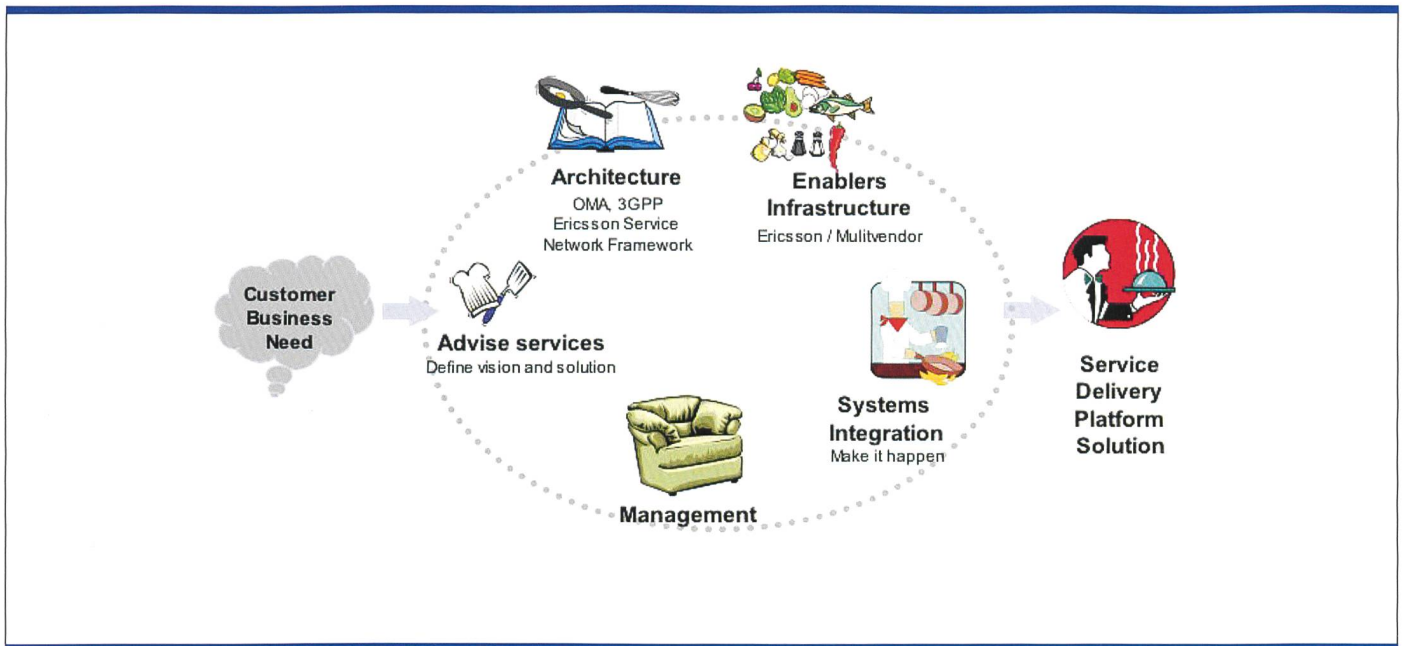 Customer
Business
Need
Advise services
Define vision and solution
Architecture
OMA, 3GPP
Ericsson Service
Network Framework
Enablers
Infrastructure
Ericsson / Mulitvendor
Systems
Integration
Make it happen
Management
Service
Delivery
Platform
Solution